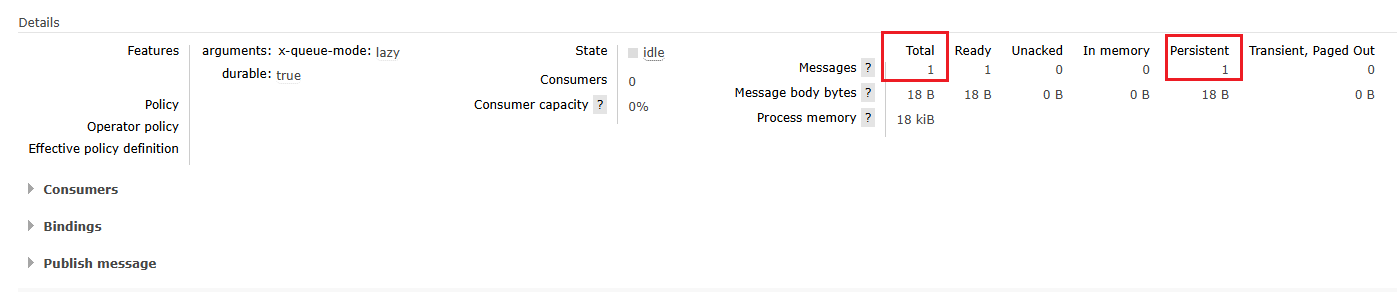 Details
Features arguments: x-queue-mode: lazy
durable: true
Policy
Operator policy
Effective policy definition
State idle
Consumers 0
Consumer capacity ? 0%
Total Ready Unacked In memory Persistent Transient, Paged Out
Messages ? 1 1 0 0 1 0
Message body bytes ? 18 B 18 B 0 B 0 B 18 B 0 B
Process memory ? 18 kiB
Consumers
Bindings
Publish message